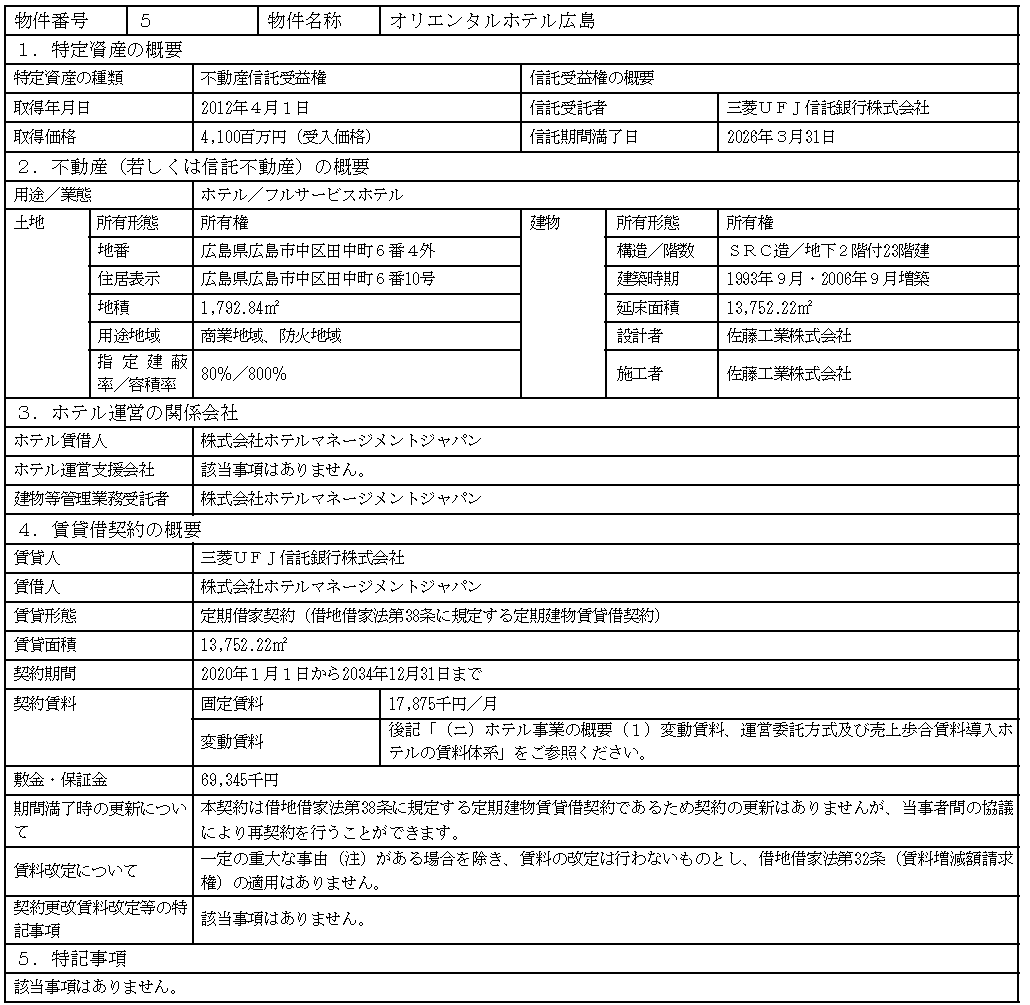 物件番号 5 物件名称 オリエンタルホテル広島
1．特定資産の概要
特定資産の種類 不動産信託受益権 信託受益権の概要
取得年月日 2012年4月1日 信託受託者 三菱UFJ信託銀行株式会社
取得価格 4,100百万円（受入価格） 信託期間満了日 2026年3月31日
2．不動産（若しくは信託不動産）の概要
用途／業態 ホテル／フルサービスホテル
土地 所有形態 所有権 建物 所有形態 所有権
地番 広島県広島市中区田中町6番4外 構造／階数 SRC造／地下2階付23階建
住居表示 広島県広島市中区田中町6番10号 建築時期 1993年9月・2006年9月増築
地積 1,792.84㎡ 延床面積 13,752.22㎡
用途地域 商業地域、防火地域 設計者 佐藤工業株式会社
指定建蔽率／容積率 80%／800% 施工者 佐藤工業株式会社
3．ホテル運営の関係会社
ホテル賃借人 株式会社ホテルマネージメントジャパン
ホテル運営支援会社 該当事項はありません。
建物等管理業務受託者 株式会社ホテルマネージメントジャパン
4．賃貸借契約の概要
賃貸人 三菱UFJ信託銀行株式会社
賃借人 株式会社ホテルマネージメントジャパン
賃貸形態 定期借家契約（借地借家法第38条に規定する定期建物賃貸借契約）
賃貸面積 13,752.22㎡
契約期間 2020年1月1日から2034年12月31日まで
契約賃料 固定賃料 17,875千円／月
変動賃料 後記「（ニ）ホテル事業の概要（1）変動賃料、運営委託方式及び売上歩合賃料導入ホ
テルの賃料体系」をご参照ください。
敷金・保証金 69,345千円
期間満了時の更新について 本契約は借地借家法第38条に規定する定期建物賃貸借契約であるため契約の更新はありませんが、当事者間の協議
により再契約を行うことができます。
賃料改定について 一定の重大な事由（注）がある場合を除き、賃料の改定は行わないものとし、借地借家法第32条（賃料増減額請求
権）の適用はありません。
契約更改賃料改定等の特記事項 該当事項はありません。
5．特記事項
該当事項はありません。